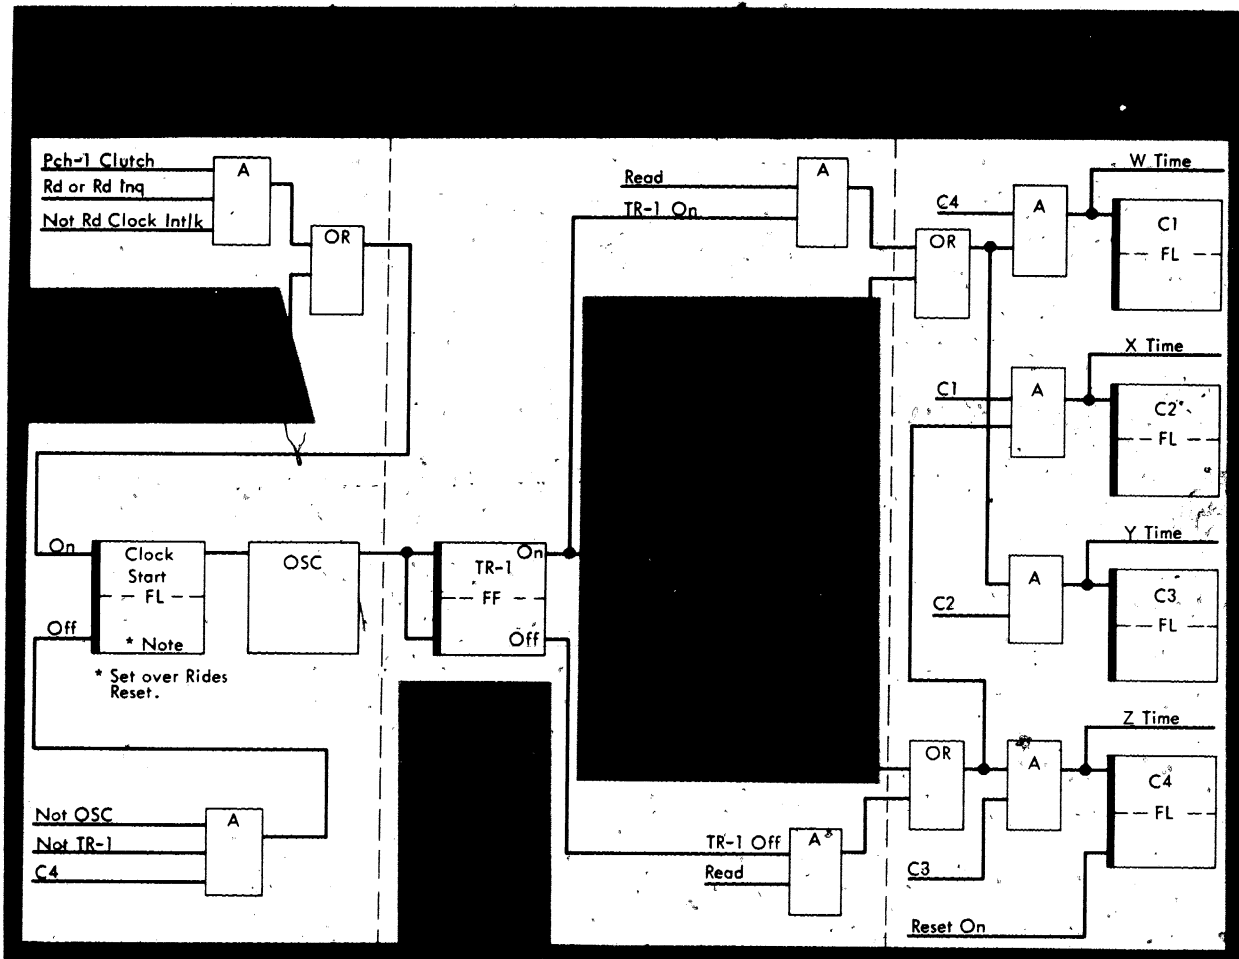 Pch-1 Clutch
Rd or Rd Inq
Not Rd Clock Intlk
A
OR
On
Clock
Start
FL
Off
* Note
* Set over Rides
Reset.
OSC
Not OSC
Not TR-1
C4
A
Read
TR-1 On
A
On
TR-1
FF
Off
TR-1 Off
Read
A
OR
C4
A
W Time
C1
FL
C1
A
X Time
C2
FL
C2
A
Y Time
C3
FL
OR
C3
A
Z Time
C4
FL
Reset On